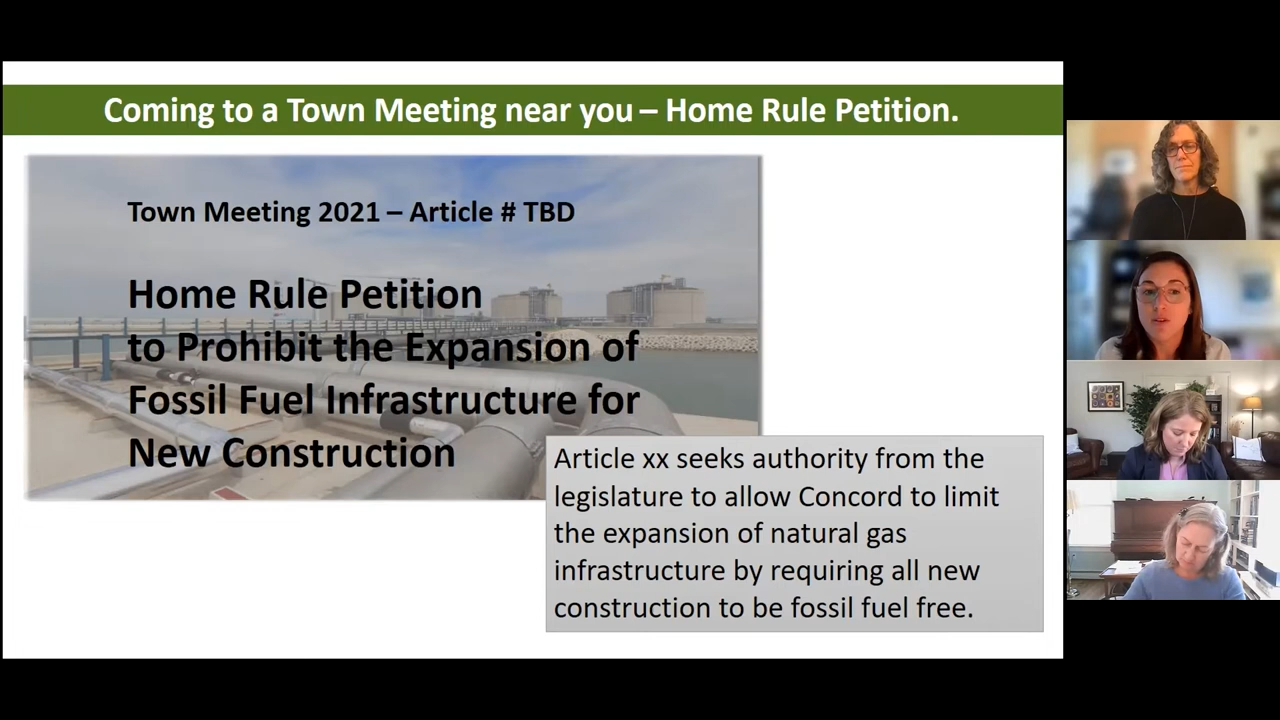 Coming to a Town Meeting near you – Home Rule Petition.
Town Meeting 2021 – Article # TBD
Home Rule Petition
to Prohibit the Expansion of
Fossil Fuel Infrastructure for
New Construction
Article xx seeks authority from the
legislature to allow Concord to limit
the expansion of natural gas
infrastructure by requiring all new
construction to be fossil fuel free.